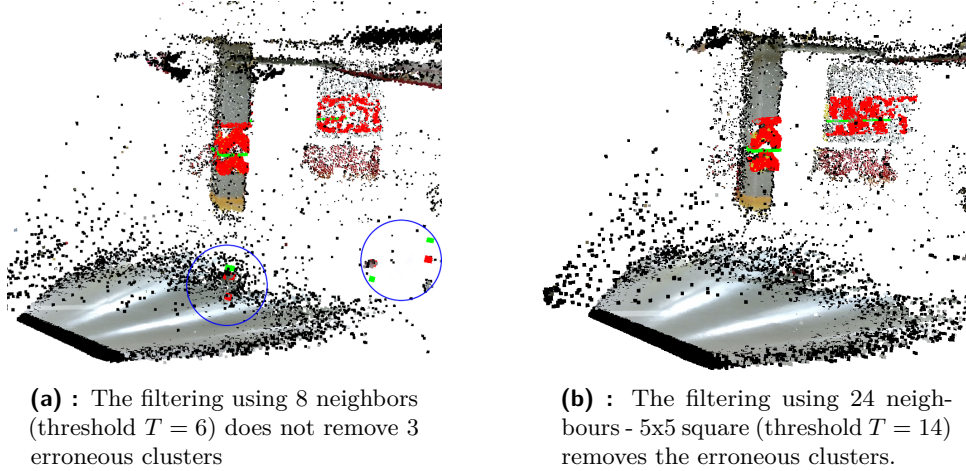 (a) : The filtering using 8 neighbors
(threshold T = 6) does not remove 3
erroneous clusters
(b) : The filtering using 24 neigh-
bours - 5x5 square (threshold T = 14)
removes the erroneous clusters.